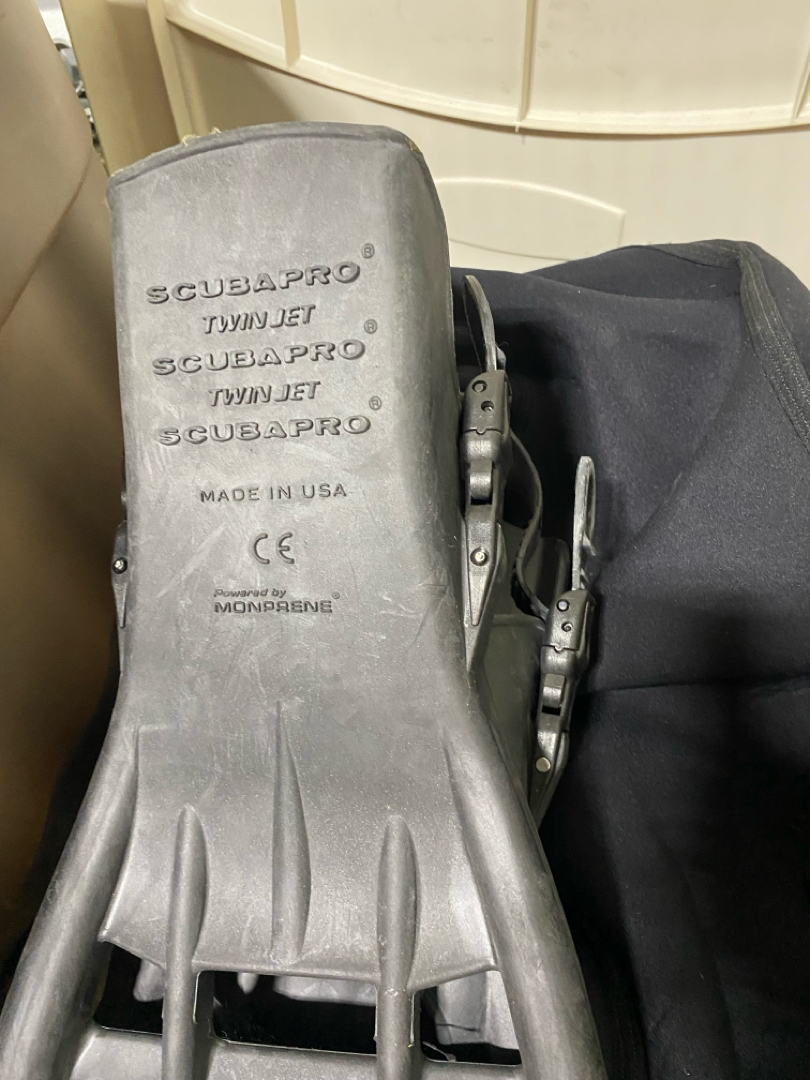 SCUBAPRO®
TWIN JET
SCUBAPRO®
TWIN JET
SCUBAPRO®
MADE IN USA
CE
Powered by
MONPRENE®